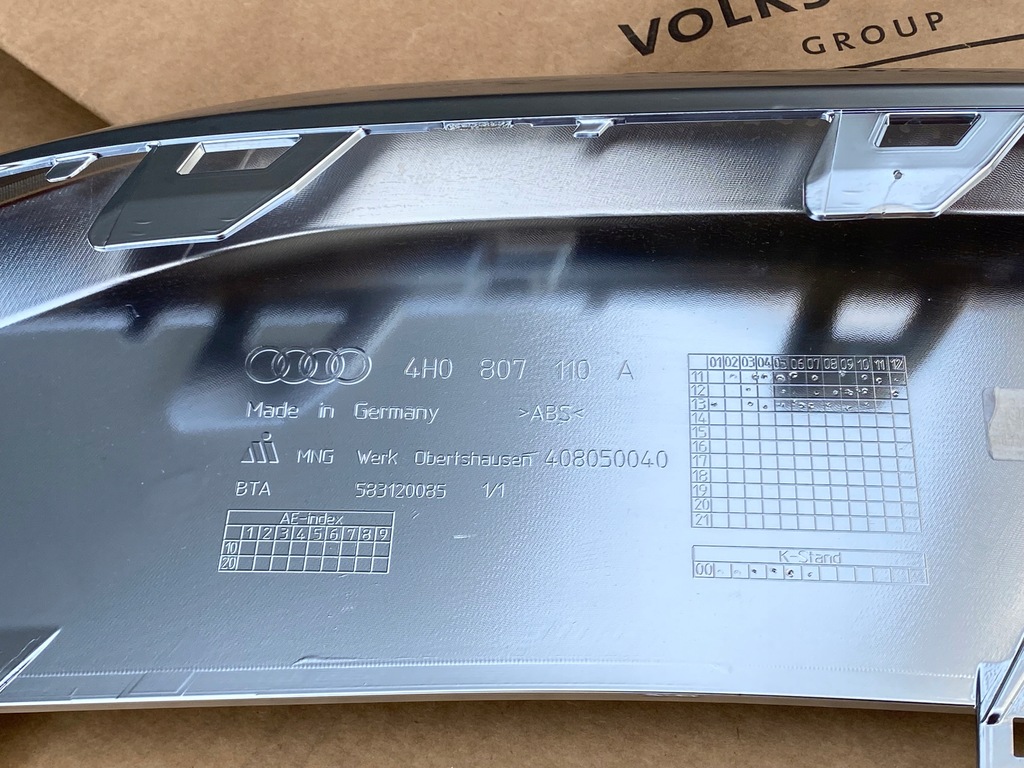 VOLKS
GROUP
4H0 807 110 A
Made in Germany >ABS<
MNG Werk Obertshausen 408050040
BTA 583120085 1/1
AE-index
1 2 3 4 5 6 7 8 9
10
20
01 02 03 04 05 06 07 08 09 10 11 12
11
12
13
14
15
16
17
18
19
20
21
K-Stand
00